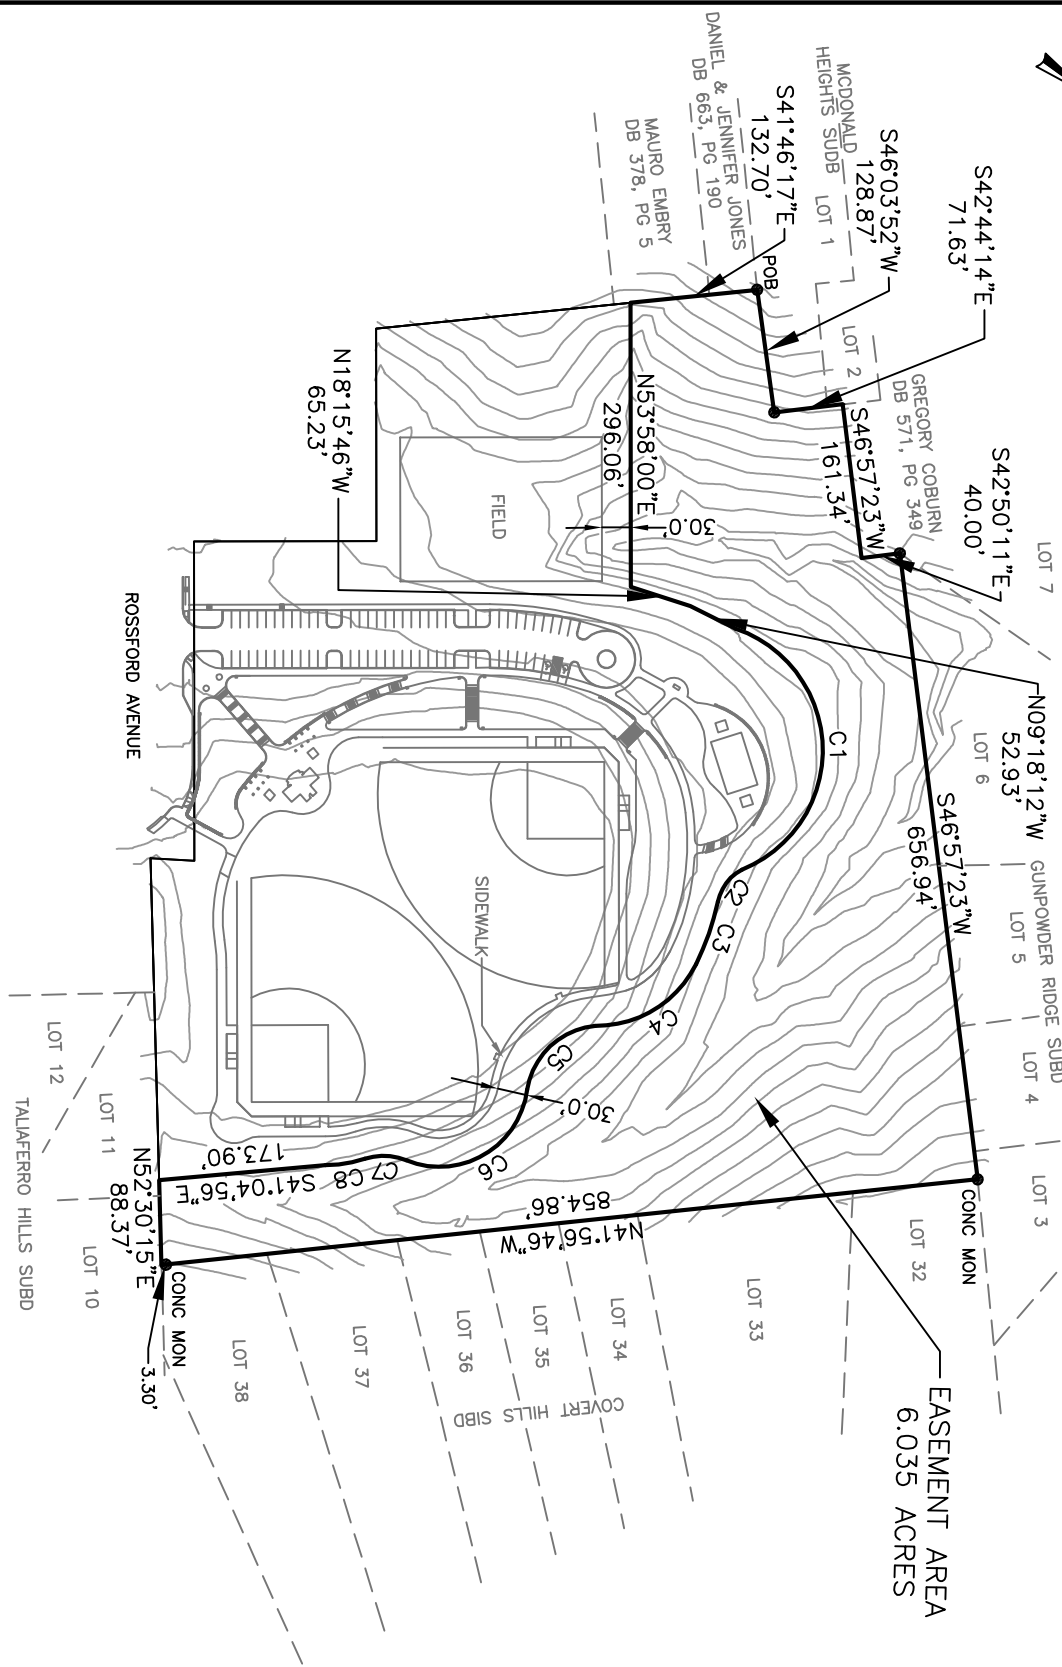 DANIEL & JENNIFER JONES
DB 663, PG 190
MCDONALD
HEIGHTS SUDB
LOT 1
S41°46'17"E
132.70'
MAURO EMBRY
DB 378, PG 5
S46°03'52"W
128.87'
S42°44'14"E
71.63'
POB
LOT 2
GREGORY COBURN
DB 571, PG 349
S46°57'23"W
161.34'
S42°50'11"E
40.00'
LOT 7
N18°15'46"W
65.23'
N53°58'00"E
296.06'
30.0'
FIELD
N09°18'12"W
52.93'
LOT 6
C1
S46°57'23"W
656.94'
GUNPOWDER RIDGE SUBD
LOT 5
LOT 4
LOT 3
ROSSFORD AVENUE
SIDEWALK
C2
C3
C4
C5
30.0'
C6
C7
C8
S41°04'56"E
173.90'
LOT 12
LOT 11
LOT 10
TALIAFERRO HILLS SUBD
N52°30'15"E
88.37'
CONC MON
3.30'
N41°56'46"W
854.86'
CONC MON
LOT 32
LOT 33
LOT 34
LOT 35
LOT 36
LOT 37
LOT 38
COVERT HILLS SIBD
EASEMENT AREA
6.035 ACRES